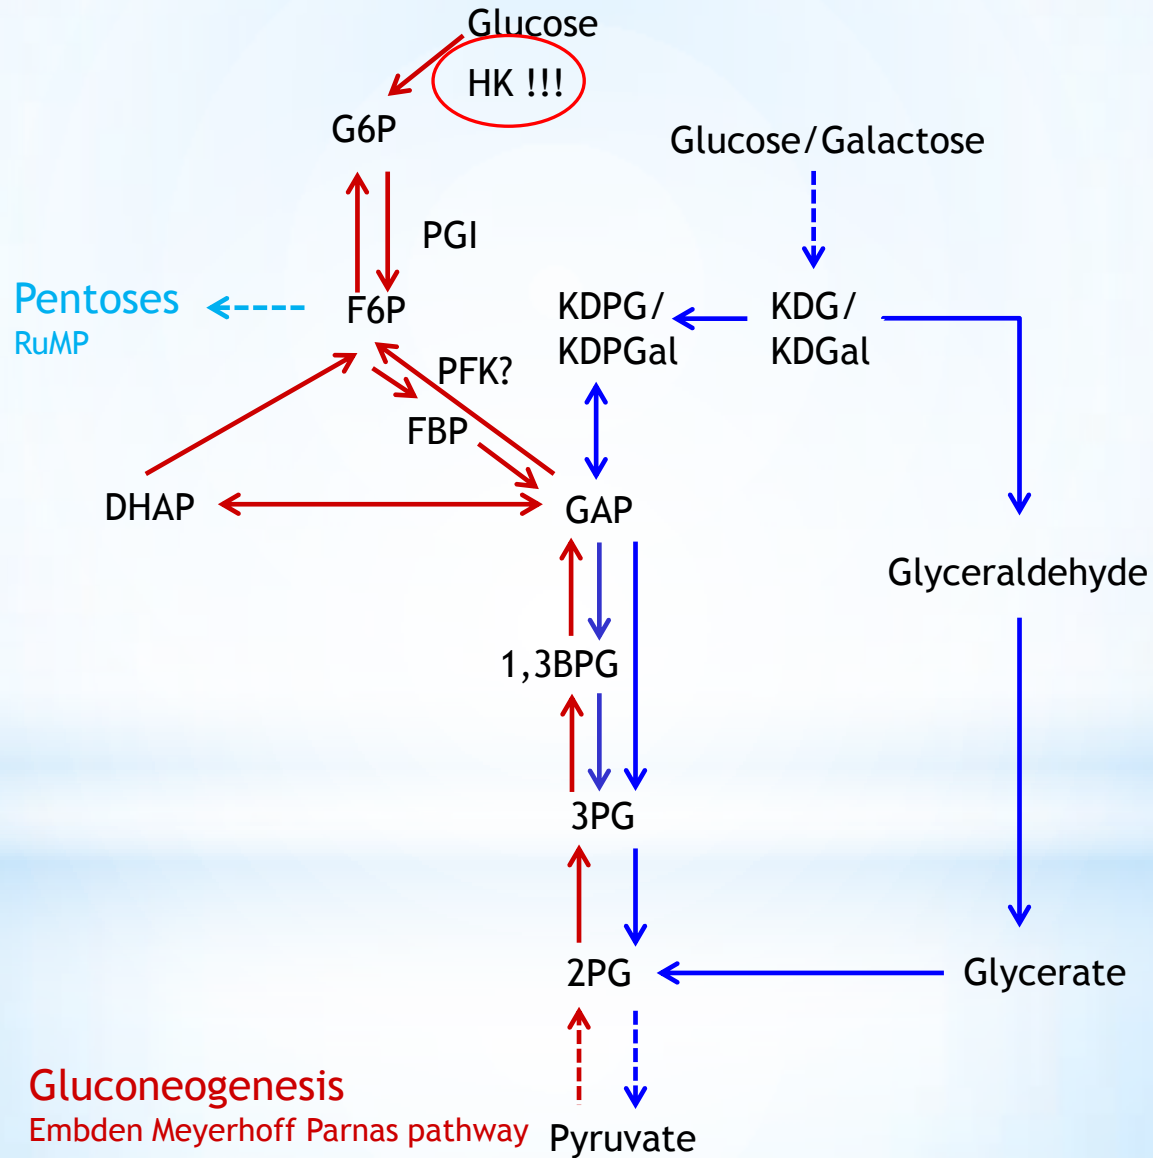 Glucose
HK !!!
G6P
Glucose/Galactose
PGI
Pentoses
RuMP
F6P
KDPG/
KDPGal
KDG/
KDGal
PFK?
FBP
DHAP
GAP
Glyceraldehyde
1,3BPG
3PG
2PG
Glycerate
Gluconeogenesis
Embden Meyerhoff Parnas pathway
Pyruvate